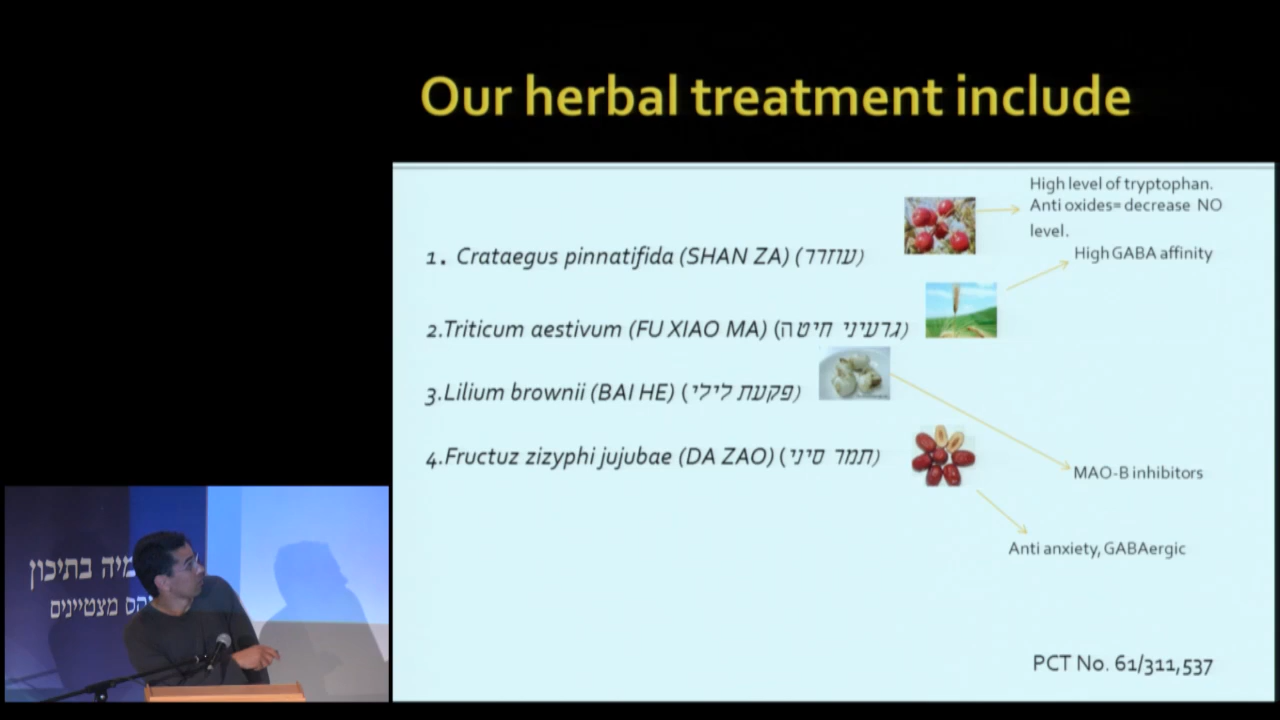 Our herbal treatment include
High level of tryptophan.
Anti oxides= decrease NO
level.
1. Crataegus pinnatifida (SHAN ZA) (עוזרר)
High GABA affinity
2.Triticum aestivum (FU XIAO MA) (גרעיני חיטה)
3.Lilium brownii (BAI HE) (פקעת לילי)
4.Fructuz zizyphi jujubae (DA ZAO) (תמר סיני)
MAO-B inhibitors
Anti anxiety, GABAergic
PCT No. 61/311,537
בתיכון
מצטיינים